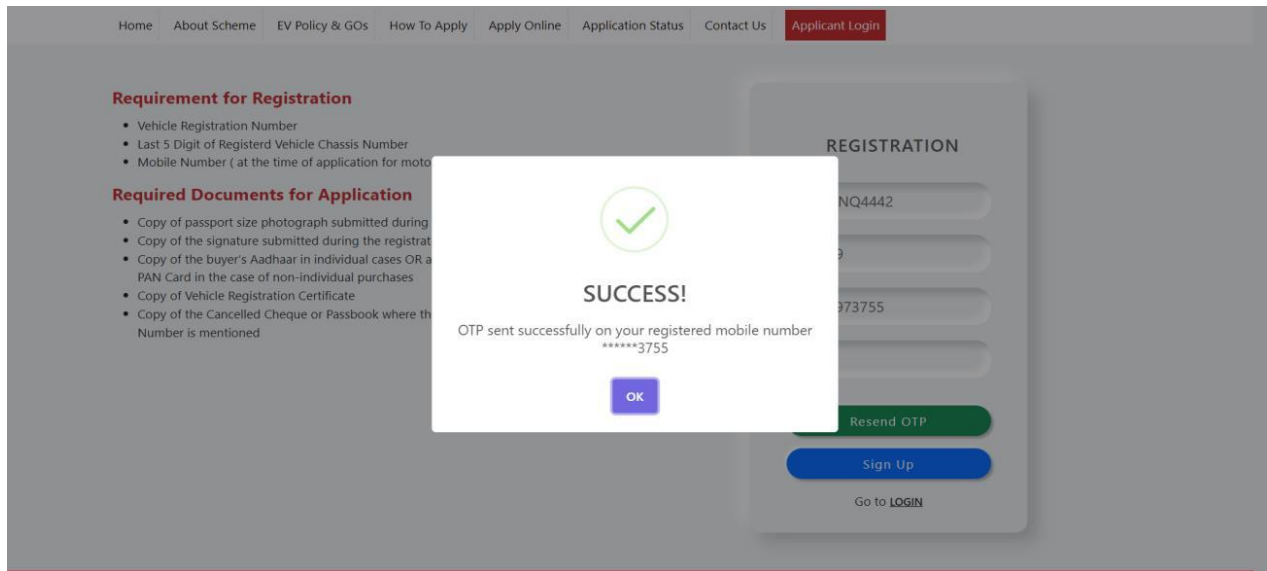 Home About Scheme EV Policy & GOs How To Apply Apply Online Application Status Contact Us Applicant Login
Requirement for Registration
Vehicle Registration Number
Last 5 Digit of Registerd Vehicle Chassis Number
Mobile Number ( at the time of application for
Required Documents for Application
Copy of passport size photograph submitted during
Copy of the signature submitted during the
Copy of the buyer's Aadhaar in individual cases OR
PAN Card in the case of non-individual purchases
Copy of Vehicle Registration Certificate
Copy of the Cancelled Cheque or Passbook where
Number is mentioned
SUCCESS!
OTP sent successfully on your registered mobile number
******3755
OK
REGISTRATION
NQ4442
973755
Resend OTP
Sign Up
Go to LOGIN